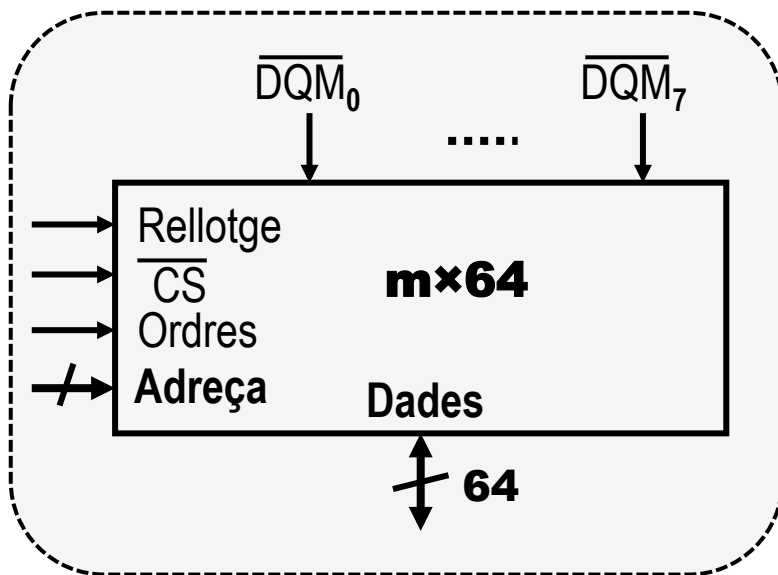 DQM0 ..... DQM7
Rellotge
CS
m×64
Ordres
Adreça
Dades
64